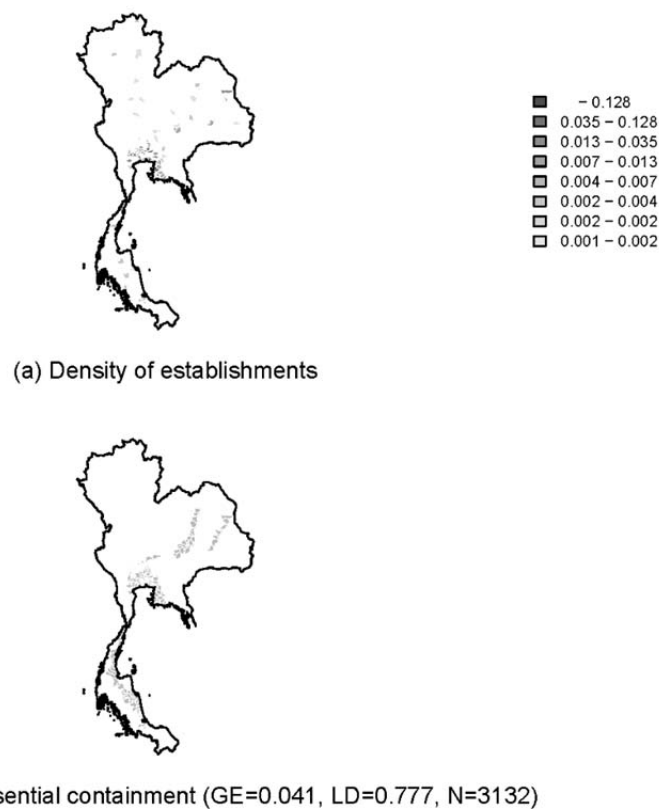 − 0.128
0.035 − 0.128
0.013 − 0.035
0.007 − 0.013
0.004 − 0.007
0.002 − 0.004
0.002 − 0.002
0.001 − 0.002
(a) Density of establishments
sential containment (GE=0.041, LD=0.777, N=3132)